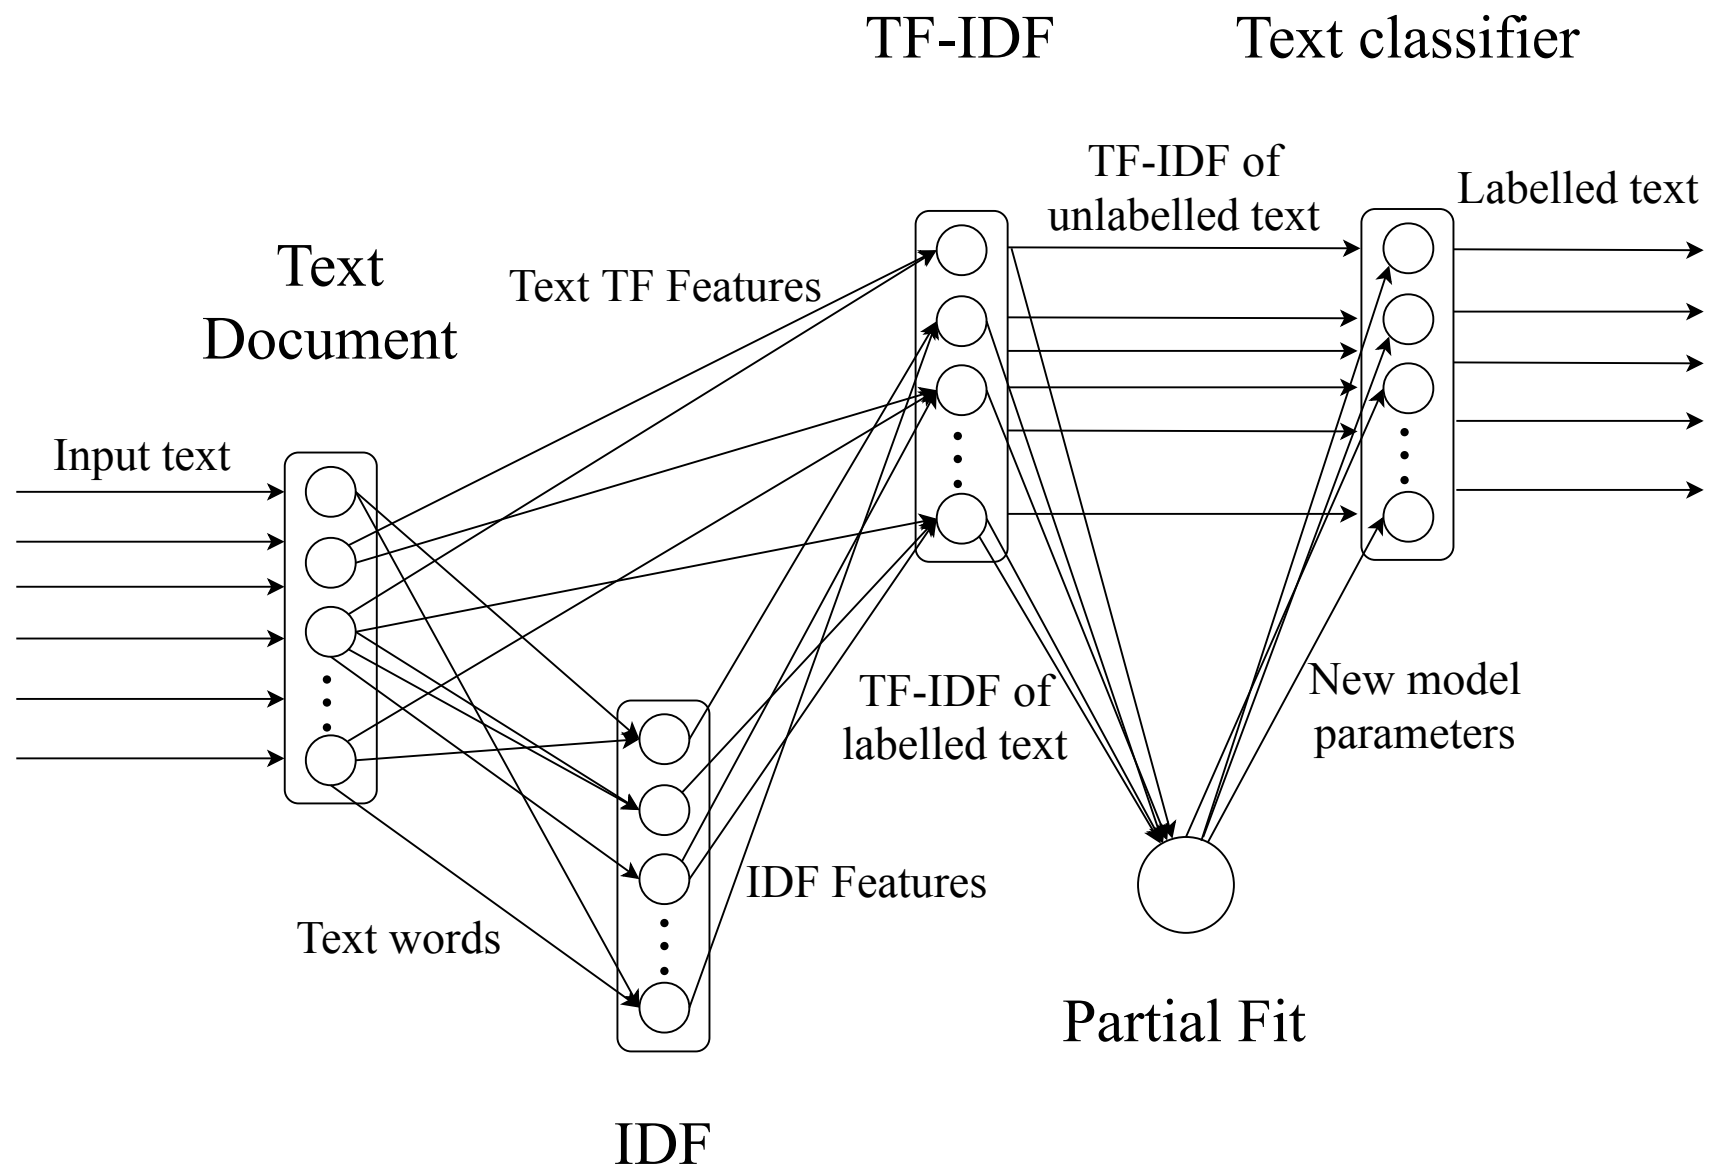 TF-IDF
Text classifier
TF-IDF of
unlabelled text
Labelled text
Text
Document
Text TF Features
Input text
TF-IDF of
labelled text
New model
parameters
IDF Features
Text words
Partial Fit
IDF